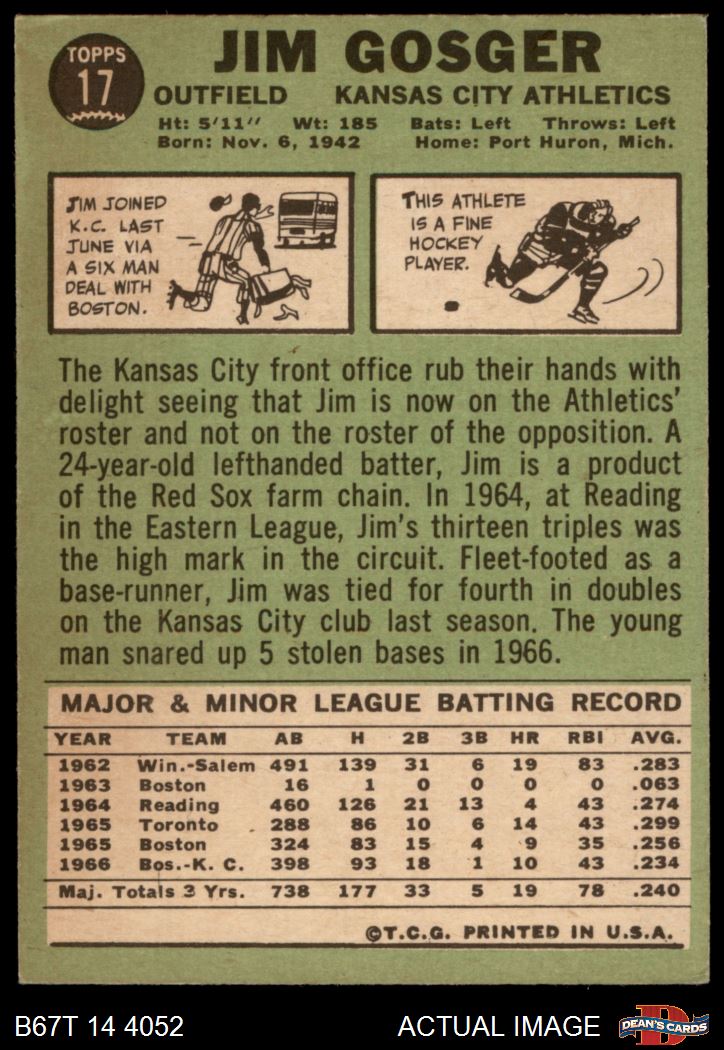 TOPPS
17
JIM GOSGER
OUTFIELD KANSAS CITY ATHLETICS
Ht: 5'11" Wt: 185 Bats: Left Throws: Left
Born: Nov. 6, 1942 Home: Port Huron, Mich.
JIM JOINED
K.C. LAST
JUNE VIA
A SIX MAN
DEAL WITH
BOSTON.
THIS ATHLETE
IS A FINE
HOCKEY
PLAYER.
The Kansas City front office rub their hands with
delight seeing that Jim is now on the Athletics'
roster and not on the roster of the opposition. A
24-year-old lefthanded batter, Jim is a product
of the Red Sox farm chain. In 1964, at Reading
in the Eastern League, Jim's thirteen triples was
the high mark in the circuit. Fleet-footed as a
base-runner, Jim was tied for fourth in doubles
on the Kansas City club last season. The young
man snared up 5 stolen bases in 1966.
MAJOR & MINOR LEAGUE BATTING RECORD
YEAR TEAM AB H 2B 3B HR RBI AVG.
1962 Win.-Salem 491 139 31 6 19 83 .283
1963 Boston 16 1 0 0 0 0 .063
1964 Reading 460 126 21 13 4 43 .274
1965 Toronto 288 86 10 6 14 43 .299
1965 Boston 324 83 15 4 9 35 .256
1966 Bos.-K. C. 398 93 18 1 10 43 .234
Maj. Totals 3 Yrs. 738 177 33 5 19 78 .240
©T.C.G. PRINTED IN U.S.A.
B67T 14 4052 ACTUAL IMAGE DEAN'S CARDS